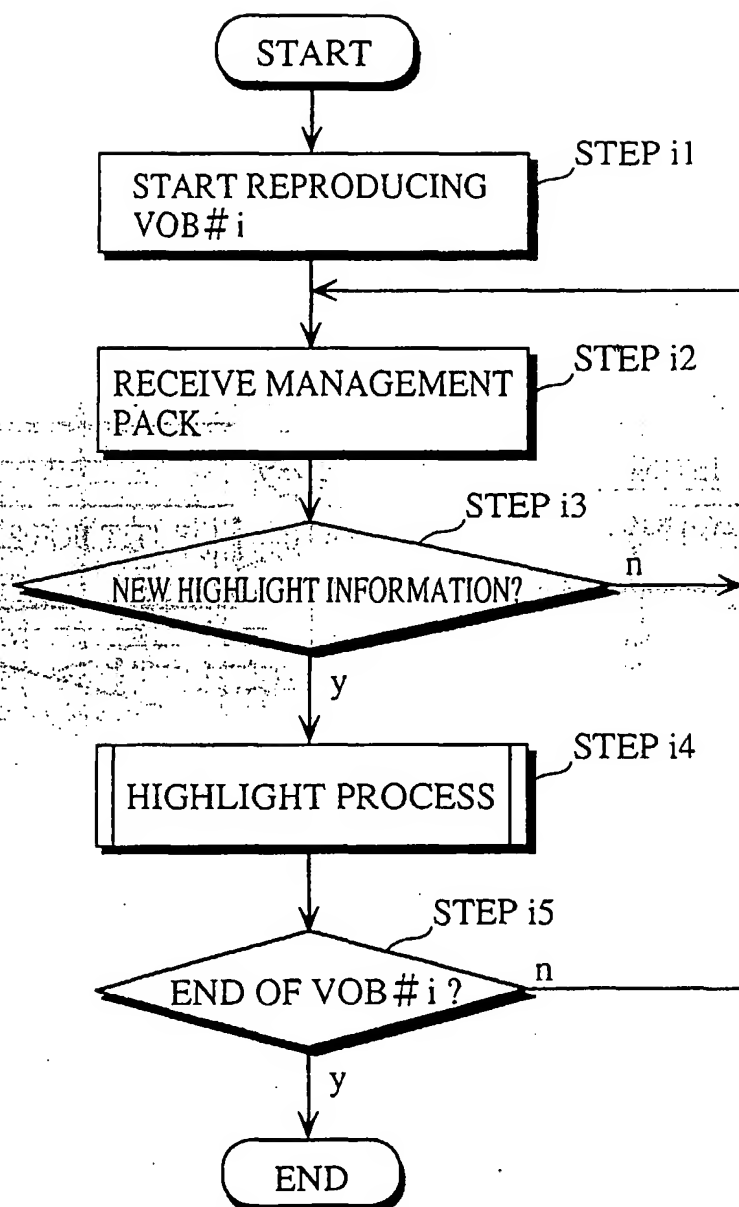 START
STEP i1
START REPRODUCING
VOB# i
STEP i2
RECEIVE MANAGEMENT
PACK
STEP i3
NEW HIGHLIGHT INFORMATION?
n
y
STEP i4
HIGHLIGHT PROCESS
STEP i5
END OF VOB# i ?
n
y
END